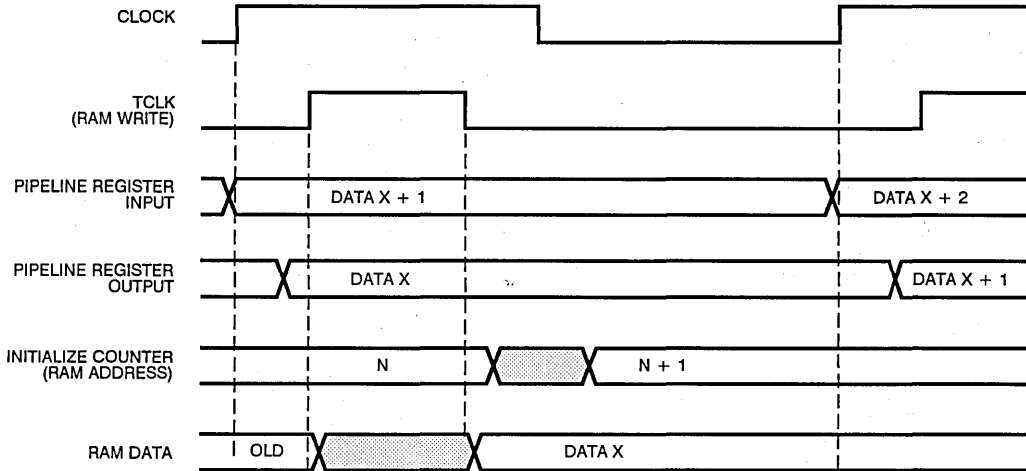 CLOCK
TCLK
(RAM WRITE)
PIPELINE REGISTER
INPUT
DATA X + 1
DATA X + 2
PIPELINE REGISTER
OUTPUT
DATA X
DATA X + 1
INITIALIZE COUNTER
(RAM ADDRESS)
N
N + 1
RAM DATA
OLD
DATA X